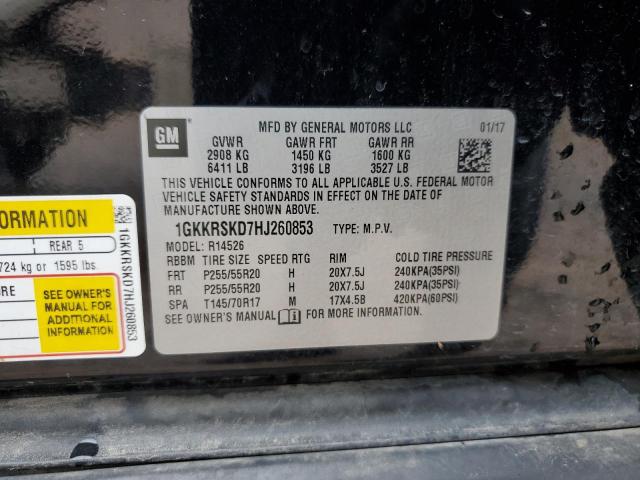 GM
MFD BY GENERAL MOTORS LLC 01/17
GVWR GAWR FRT GAWR RR
2908 KG 1450 KG 1600 KG
6411 LB 3196 LB 3527 LB
THIS VEHICLE CONFORMS TO ALL APPLICABLE U.S. FEDERAL MOTOR
VEHICLE SAFETY STANDARDS IN EFFECT ON THE DATE OF
MANUFACTURE SHOWN ABOVE.
1GKKRSKD7HJ260853 TYPE: M.P.V.
MODEL: R14526
RBBM TIRE SIZE SPEED RTG RIM COLD TIRE PRESSURE
FRT P255/55R20 H 20X7.5J 240KPA(35PSI)
RR P255/55R20 H 20X7.5J 240KPA(35PSI)
SPA T145/70R17 M 17X4.5B 420KPA(60PSI)
SEE OWNER'S MANUAL FOR MORE INFORMATION
ORMATION
REAR 5
724 kg or 1595 lbs.
SEE OWNER'S
MANUAL FOR
ADDITIONAL
INFORMATION
1GKKRSKD7HJ260853